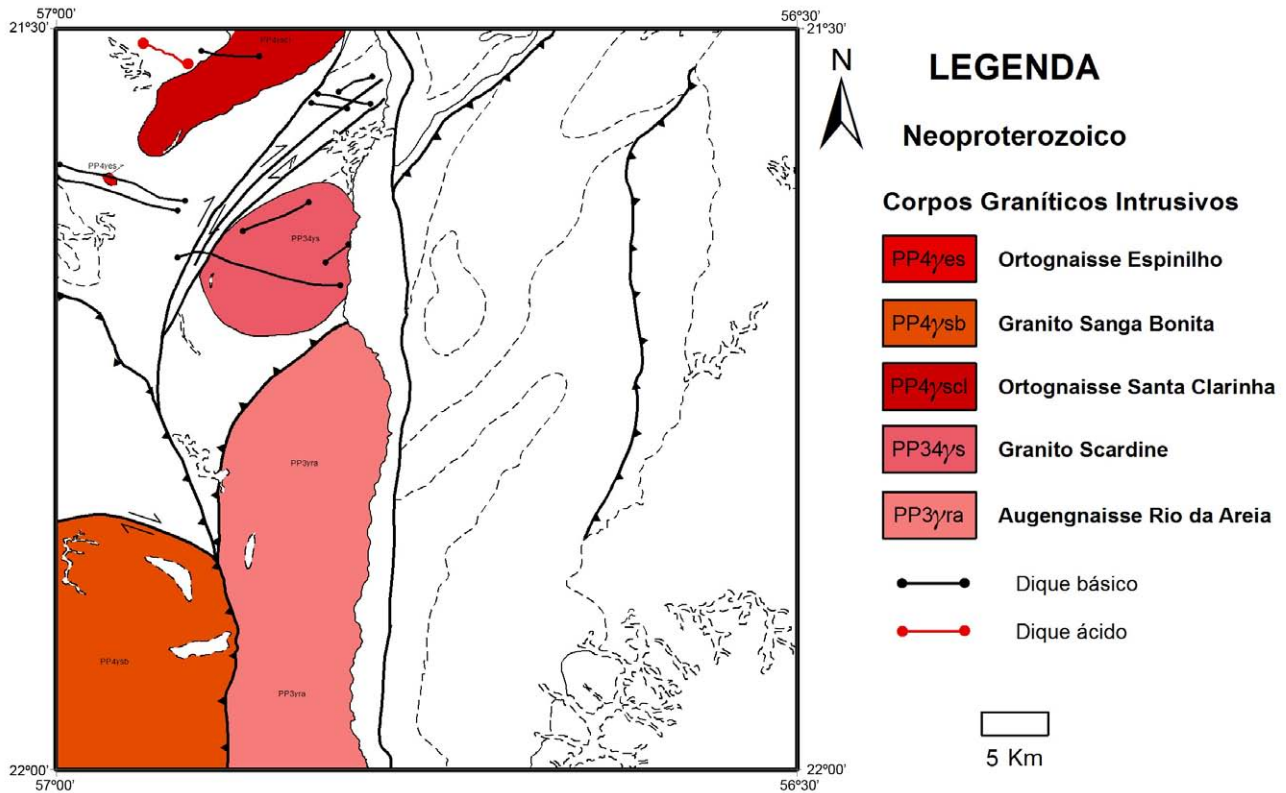 57º00'
56º30'
21º30'
21º30'
PP4γscl
PP4γes
PP34γs
PP3γra
PP4γsb
PP3γra
22º00'
22º00'
57º00'
56º30'
N
LEGENDA
Neoproterozoico
Corpos Graníticos Intrusivos
PP4γes Ortognaisse Espinilho
PP4γsb Granito Sanga Bonita
PP4γscl Ortognaisse Santa Clarinha
PP34γs Granito Scardine
PP3γra Augengnaisse Rio da Areia
Dique básico
Dique ácido
5 Km